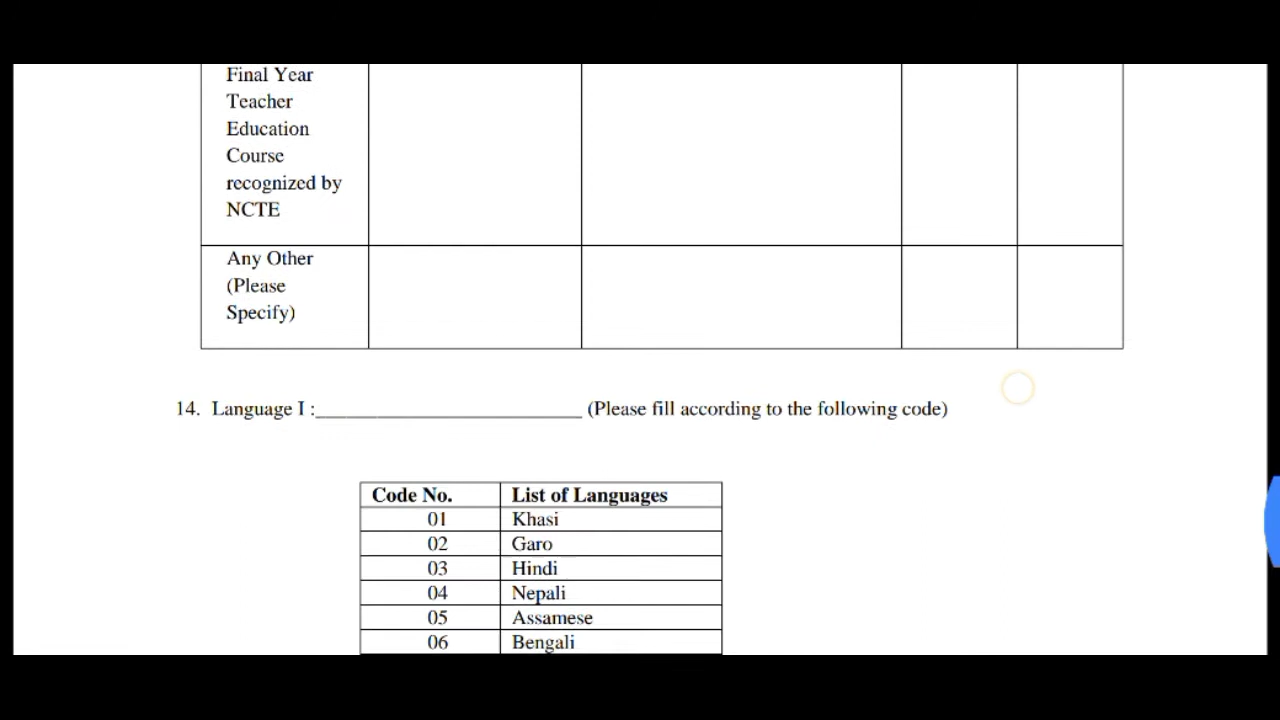 Final Year
Teacher
Education
Course
recognized by
NCTE
Any Other
(Please
Specify)
14. Language I :__________________________ (Please fill according to the following code)
Code No. List of Languages
01 Khasi
02 Garo
03 Hindi
04 Nepali
05 Assamese
06 Bengali